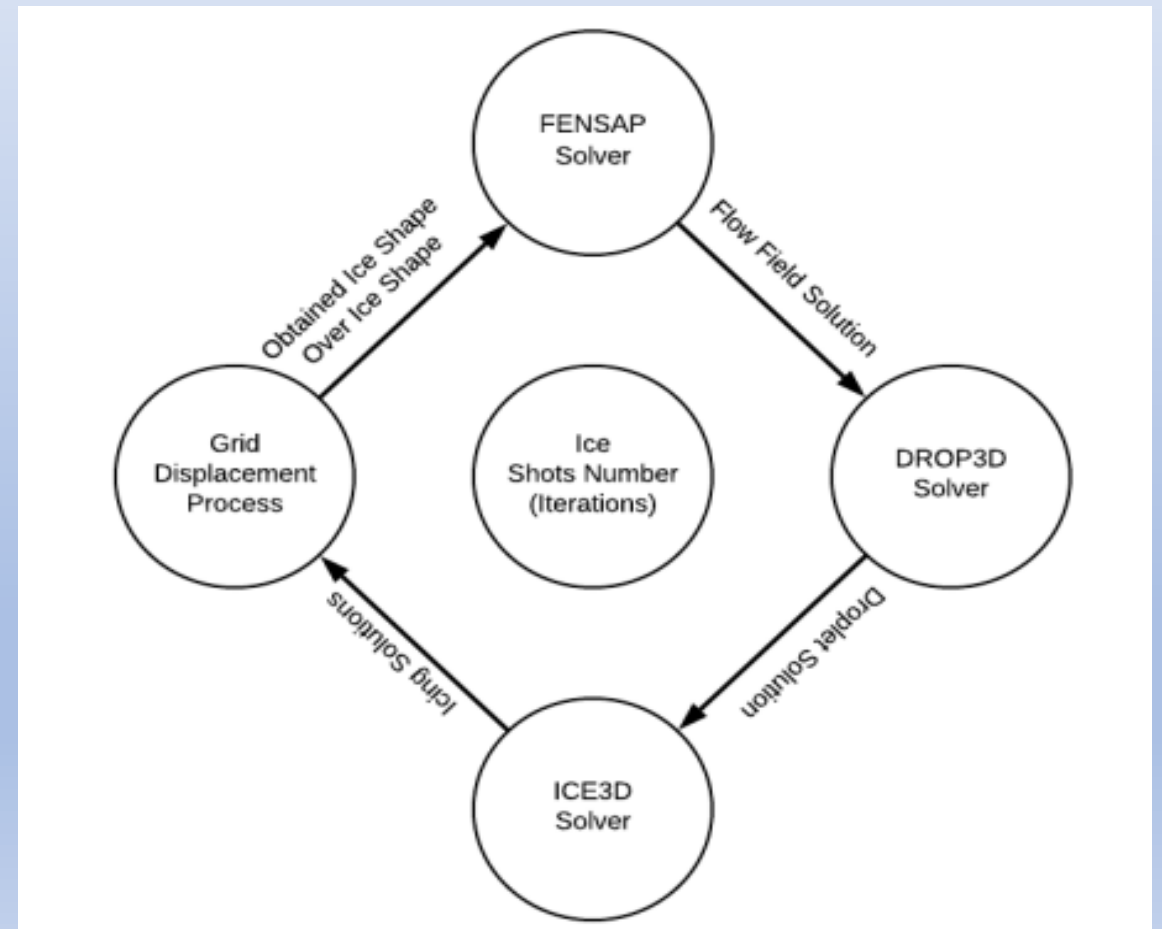 FENSAP
Solver
Obtained Ice Shape
Over Ice Shape
Flow Field Solution
Grid
Displacement
Process
Ice
Shots Number
(Iterations)
DROP3D
Solver
Icing Solutions
Droplet Solution
ICE3D
Solver